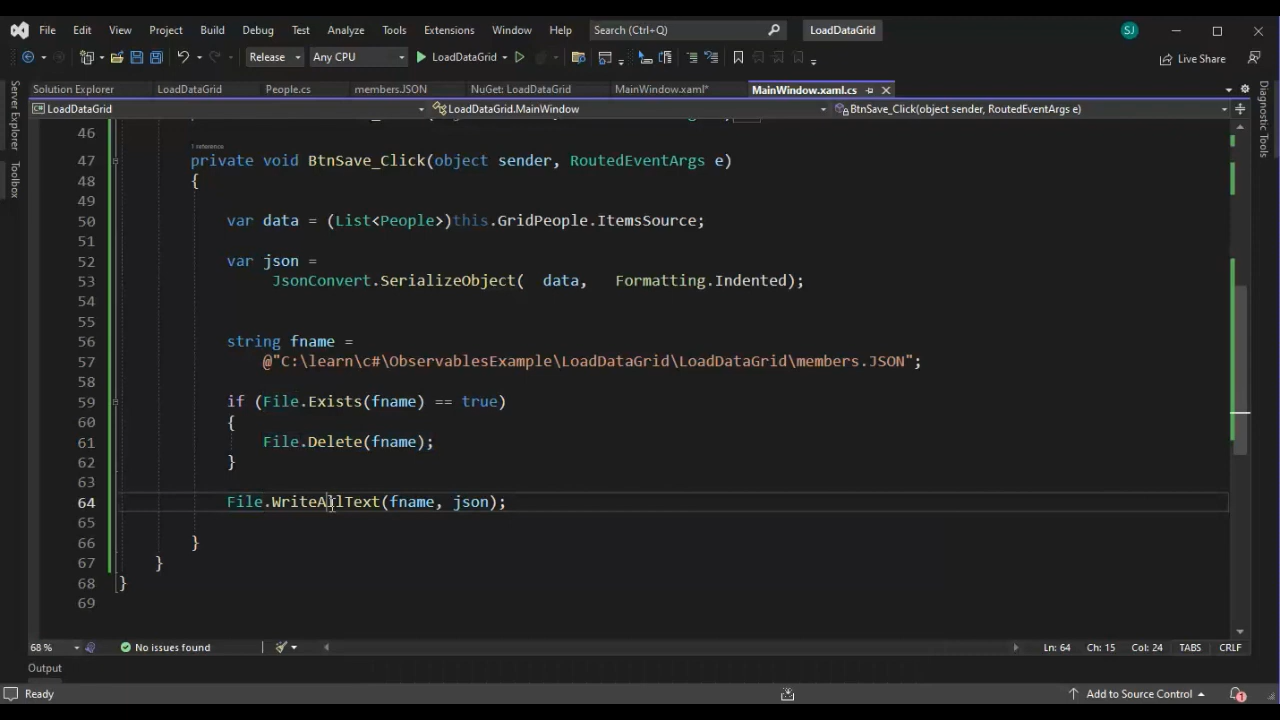 File Edit View Project Build Debug Test Analyze Tools Extensions Window Help Search (Ctrl+Q) LoadDataGrid SJ
Release Any CPU LoadDataGrid Live Share
Solution Explorer LoadDataGrid People.cs members.JSON NuGet: LoadDataGrid MainWindow.xaml* MainWindow.xaml.cs
LoadDataGrid LoadDataGrid.MainWindow BtnSave_Click(object sender, RoutedEventArgs e)
Server Explorer
Toolbox
Diagnostic Tools
46
1 reference
47 private void BtnSave_Click(object sender, RoutedEventArgs e)
48 {
49
50 var data = (List<People>)this.GridPeople.ItemsSource;
51
52 var json =
53 JsonConvert.SerializeObject( data, Formatting.Indented);
54
55
56 string fname =
57 @"C:\learn\c#\ObservablesExample\LoadDataGrid\LoadDataGrid\members.JSON";
58
59 if (File.Exists(fname) == true)
60 {
61 File.Delete(fname);
62 }
63
64 File.WriteAllText(fname, json);
65
66 }
67 }
68 }
69
68 % No issues found Ln: 64 Ch: 15 Col: 24 TABS CRLF
Output
Ready Add to Source Control 1